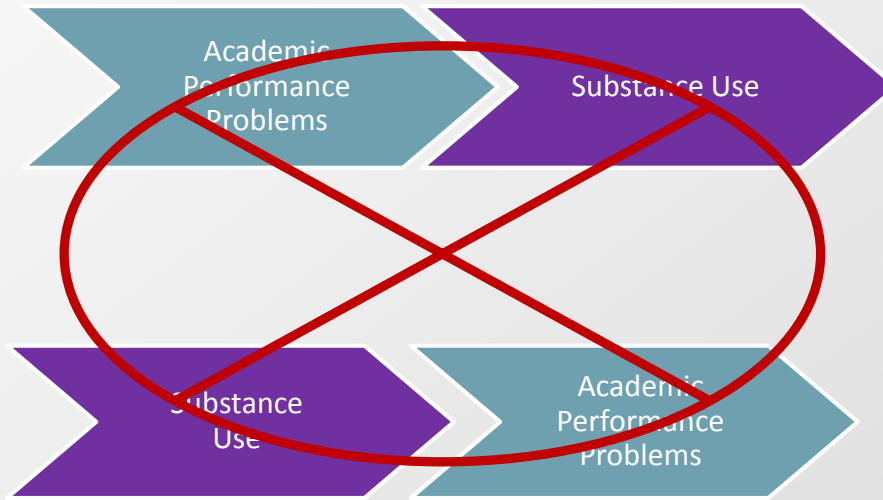 Academic
Performance
Problems
Substance Use
Substance
Use
Academic
Performance
Problems